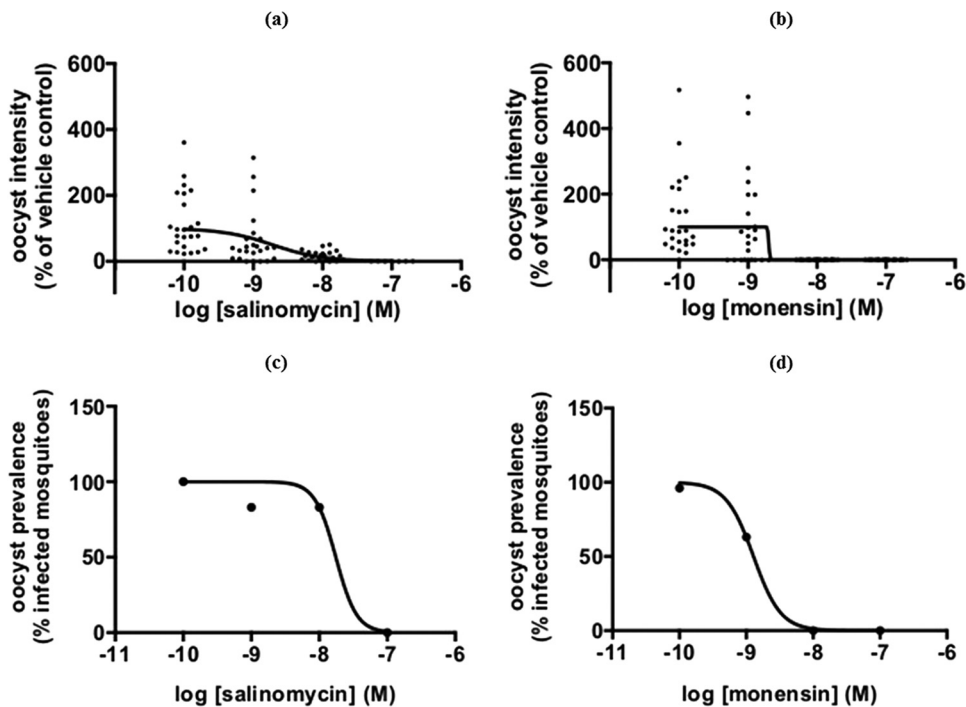 (a)
oocyst intensity
(% of vehicle control)
600
400
200
0
-11
-10
-9
-8
-7
-6
log [salinomycin] (M)
(b)
oocyst intensity
(% of vehicle control)
600
400
200
0
-10
-9
-8
-7
-6
log [monensin] (M)
(c)
oocyst prevalence
(% infected mosquitoes)
150
100
50
0
-11
-10
-9
-8
-7
-6
log [salinomycin] (M)
(d)
oocyst prevalence
(% infected mosquitoes)
150
100
50
0
-11
-10
-9
-8
-7
-6
log [monensin] (M)